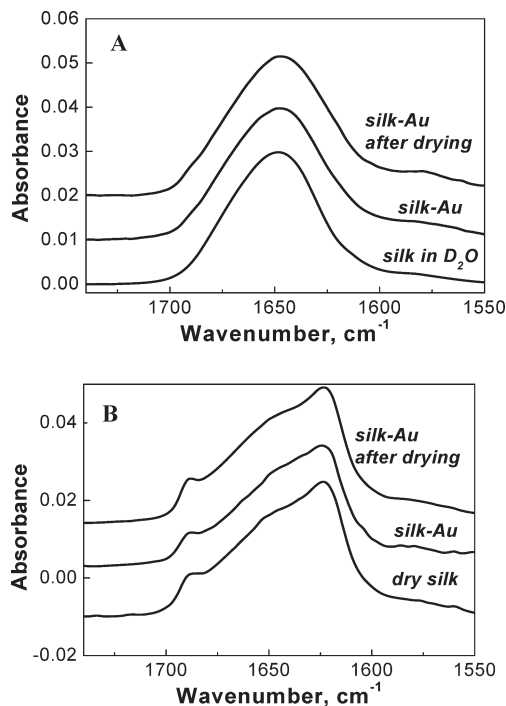 A
0.06
0.05
0.04
0.03
0.02
0.01
0.00
Absorbance
silk-Au
after drying
silk-Au
silk in D₂O
1700
1650
1600
1550
Wavenumber, cm⁻¹
B
0.04
0.02
0.00
-0.02
Absorbance
silk-Au
after drying
silk-Au
dry silk
1700
1650
1600
1550
Wavenumber, cm⁻¹